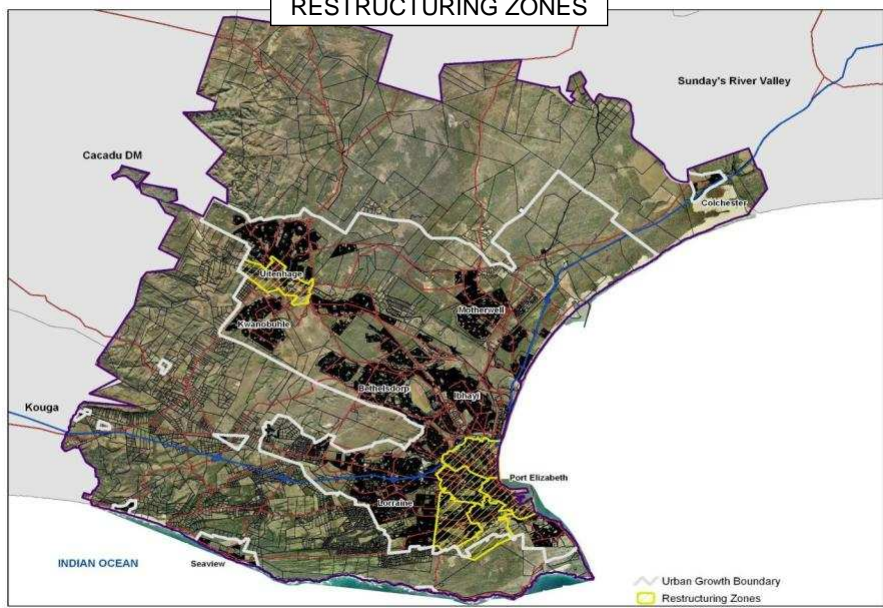 RESTRUCTURING ZONES
Sunday's River Valley
Cacadu DM
Colchester
Uitenhage
Motherwell
Kwanobuhle
Bethelsdorp
Ibhayi
Kouga
Port Elizabeth
Lorraine
INDIAN OCEAN
Seaview
Urban Growth Boundary
Restructuring Zones